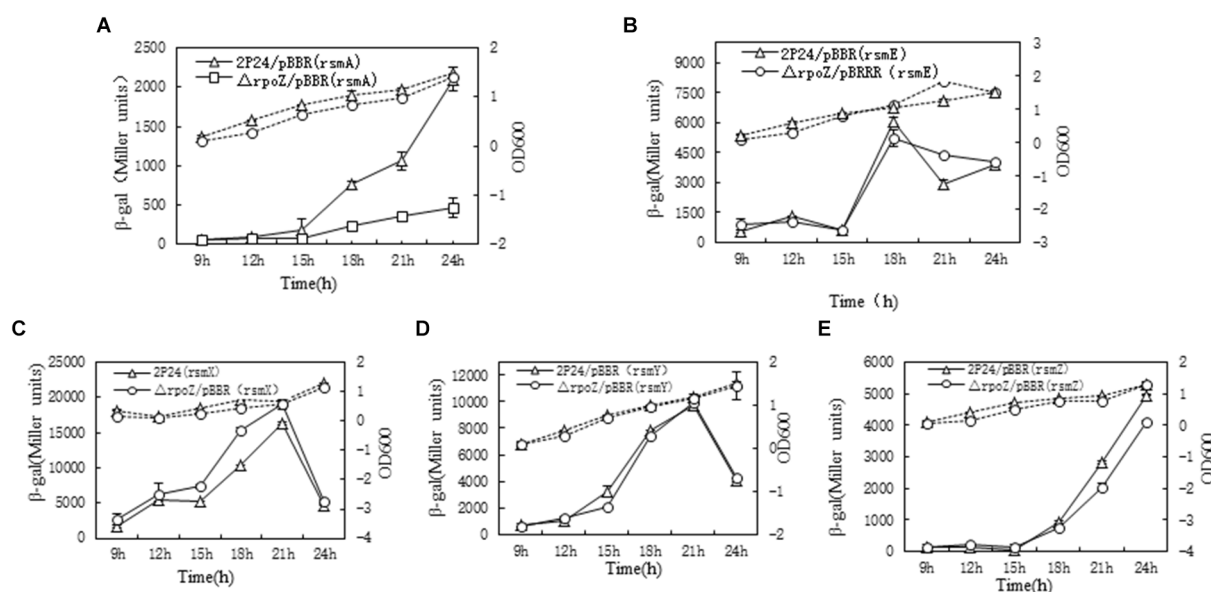 A
2P24/pBBR(rsmA)
△rpoZ/pBBR(rsmA)
β-gal (Miller units)
2500
2000
1500
1000
500
0
2
1
0
−1
−2
OD600
9h 12h 15h 18h 21h 24h
Time(h)
B
2P24/pBBR(rsmE)
△rpoZ/pBRRR (rsmE)
β-gal(Miller units)
9000
7500
6000
4500
3000
1500
0
3
2
1
0
−1
−2
−3
OD600
9h 12h 15h 18h 21h 24h
Time (h)
C
2P24(rsmX)
△rpoZ/pBBR (rsmX)
β-gal(Miller units)
25000
20000
15000
10000
5000
0
2
1
0
−1
−2
−3
−4
OD600
9h 12h 15h 18h 21h 24h
Time(h)
D
2P24/pBBR (rsmY)
△rpoZ/pBBR(rsmY)
β-gal(Miller units)
12000
10000
8000
6000
4000
2000
0
2
1
0
−1
−2
OD600
9h 12h 15h 18h 21h 24h
Time(h)
E
2P24/pBBR(rsmZ)
△rpoZ/pBBR(rsmZ)
β-gal(Miller units)
6000
5000
4000
3000
2000
1000
0
2
1
0
−1
−2
−3
−4
OD600
9h 12h 15h 18h 21h 24h
Time(h)